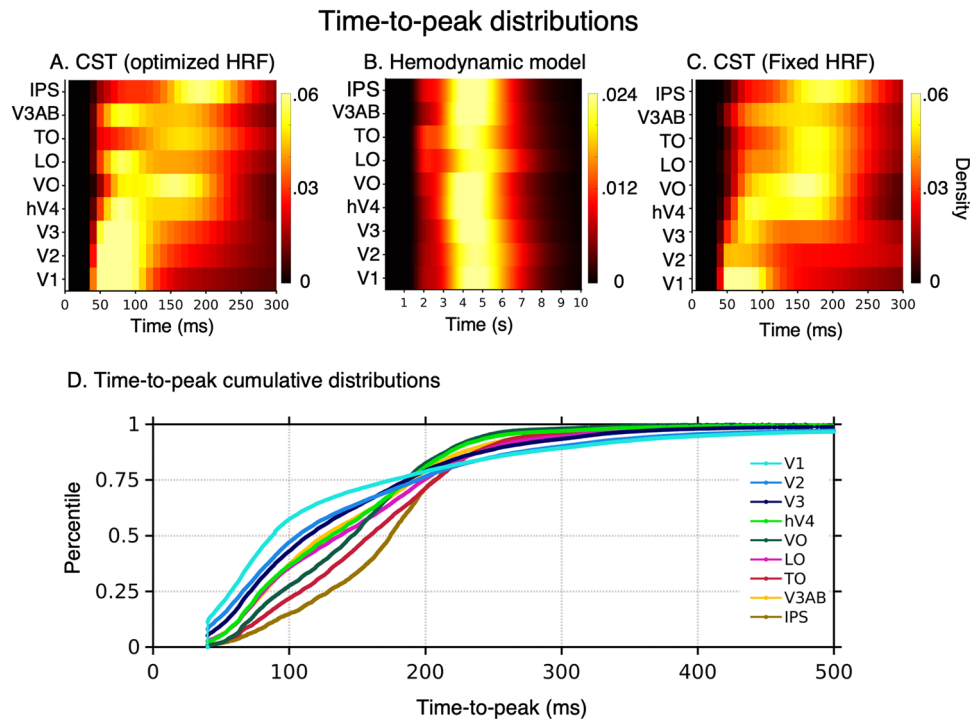 Time-to-peak distributions
A. CST (optimized HRF)
IPS
V3AB
TO
LO
VO
hV4
V3
V2
V1
0 50 100 150 200 250 300
Time (ms)
.06
.03
0
B. Hemodynamic model
IPS
V3AB
TO
LO
VO
hV4
V3
V2
V1
1 2 3 4 5 6 7 8 9 10
Time (s)
.024
.012
0
C. CST (Fixed HRF)
IPS
V3AB
TO
LO
VO
hV4
V3
V2
V1
0 50 100 150 200 250 300
Time (ms)
.06
.03
0
Density
D. Time-to-peak cumulative distributions
Percentile
1
0.75
0.5
0.25
0
0 100 200 300 400 500
Time-to-peak (ms)
V1
V2
V3
hV4
VO
LO
TO
V3AB
IPS